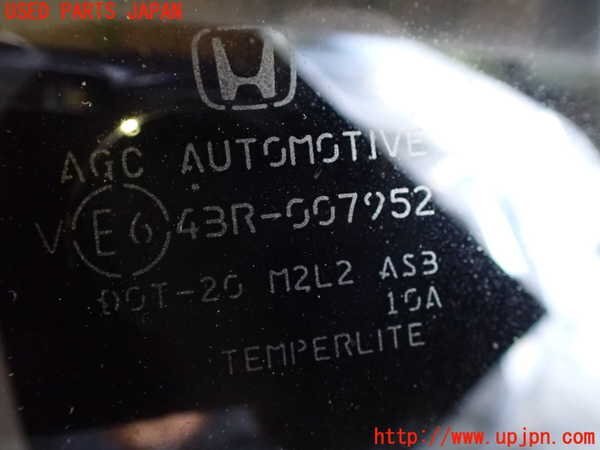 USED PARTS JAPAN
AGC AUTOMOTIVE
V E6 43R-007952
DOT-20 M2L2 AS3
10A
TEMPERLITE
http://www.upjpn.com/